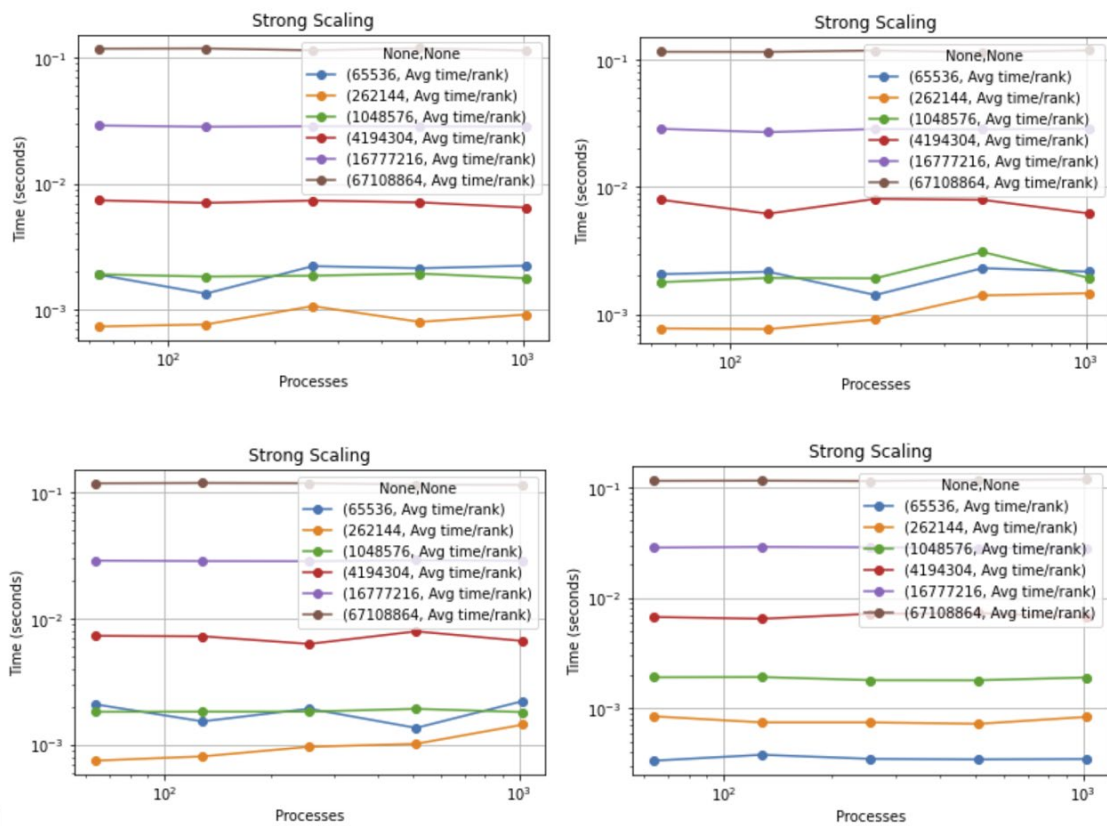 Strong Scaling
10⁻¹
10⁻²
10⁻³
Time (seconds)
None,None
(65536, Avg time/rank)
(262144, Avg time/rank)
(1048576, Avg time/rank)
(4194304, Avg time/rank)
(16777216, Avg time/rank)
(67108864, Avg time/rank)
10²
10³
Processes
Strong Scaling
10⁻¹
10⁻²
10⁻³
Time (seconds)
None,None
(65536, Avg time/rank)
(262144, Avg time/rank)
(1048576, Avg time/rank)
(4194304, Avg time/rank)
(16777216, Avg time/rank)
(67108864, Avg time/rank)
10²
10³
Processes
Strong Scaling
10⁻¹
10⁻²
10⁻³
Time (seconds)
None,None
(65536, Avg time/rank)
(262144, Avg time/rank)
(1048576, Avg time/rank)
(4194304, Avg time/rank)
(16777216, Avg time/rank)
(67108864, Avg time/rank)
10²
10³
Processes
Strong Scaling
10⁻¹
10⁻²
10⁻³
Time (seconds)
None,None
(65536, Avg time/rank)
(262144, Avg time/rank)
(1048576, Avg time/rank)
(4194304, Avg time/rank)
(16777216, Avg time/rank)
(67108864, Avg time/rank)
10²
10³
Processes